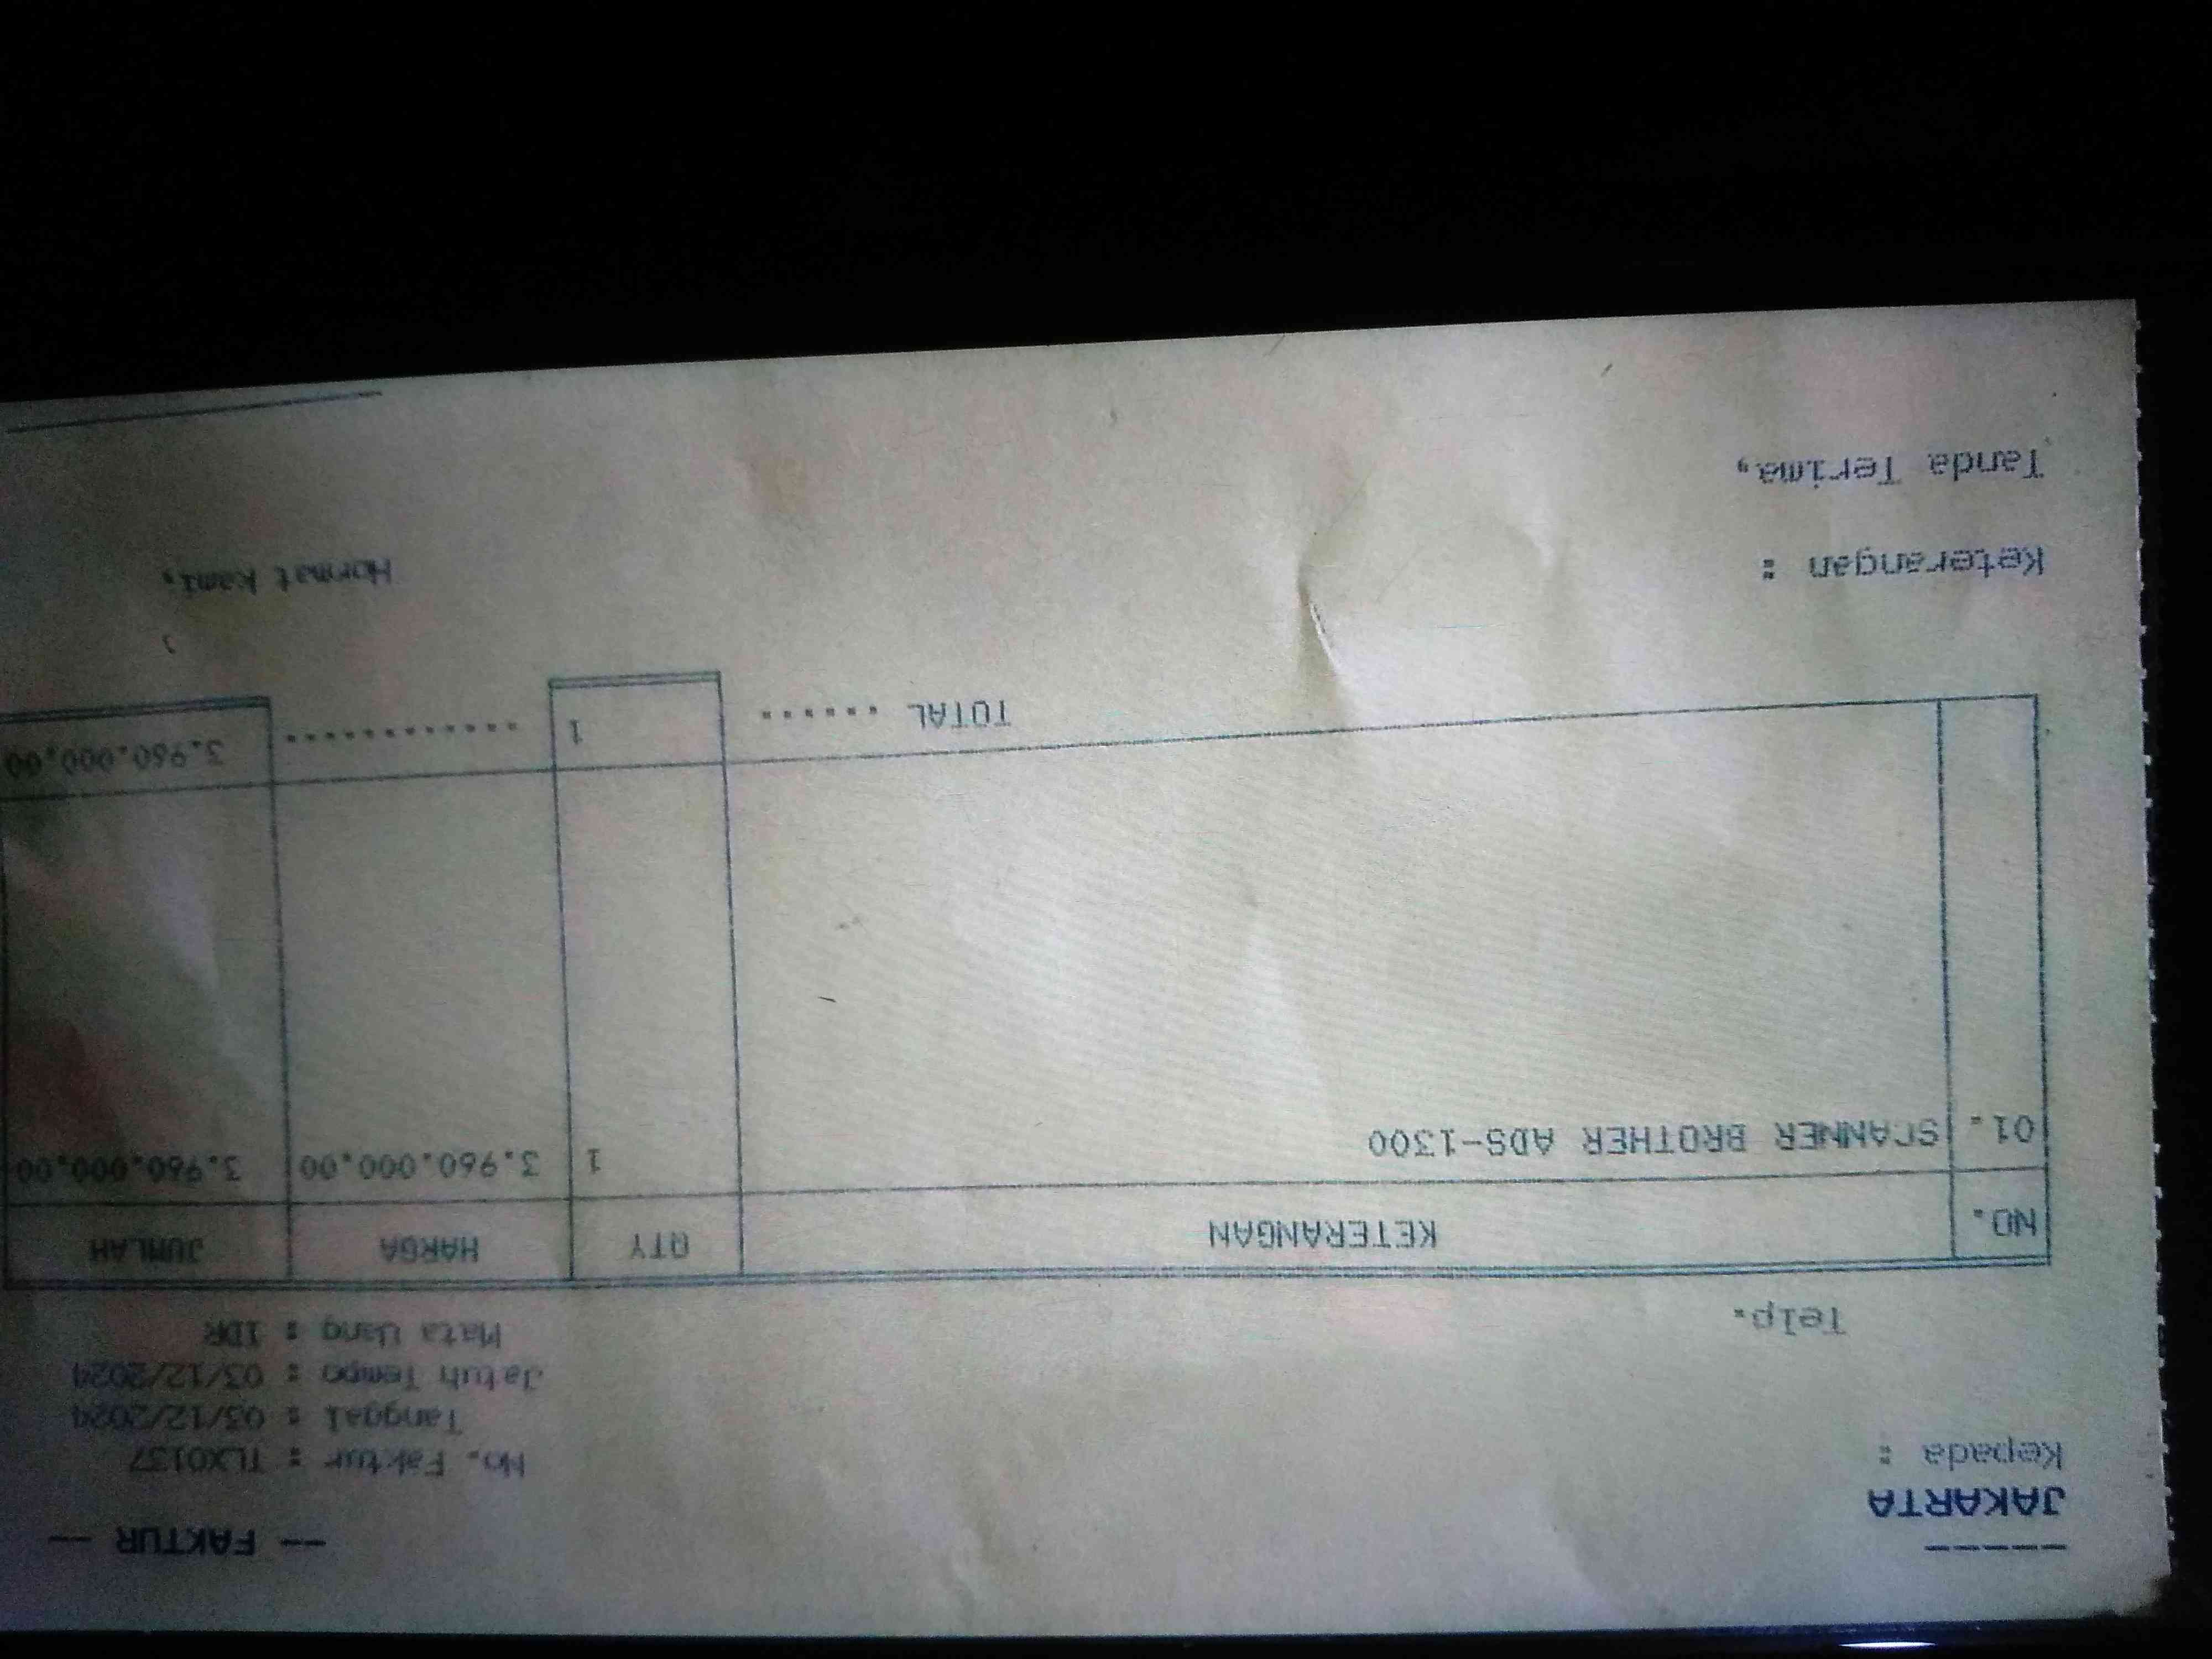 -----
JAKARTA
Kepada :
Telp.
-- FAKTUR --
No. Faktur : TLX0137
Tanggal : 03/12/2024
Jatuh Tempo : 03/12/2024
Mata Uang : IDR
NO. KETERANGAN QTY HARGA JUMLAH
01. SCANNER BROTHER ADS-1300 1 3.960.000,00 3.960.000,00
TOTAL ...... 1 ............ 3.960.000,00
Keterangan :
Tanda Terima,
Hormat kami,